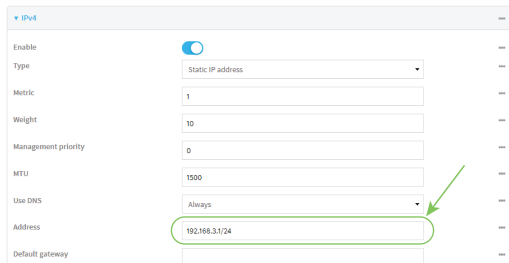 IPv4
Enable
Type Static IP address
Metric 1
Weight 10
Management priority 0
MTU 1500
Use DNS Always
Address 192.168.3.1/24
Default gateway